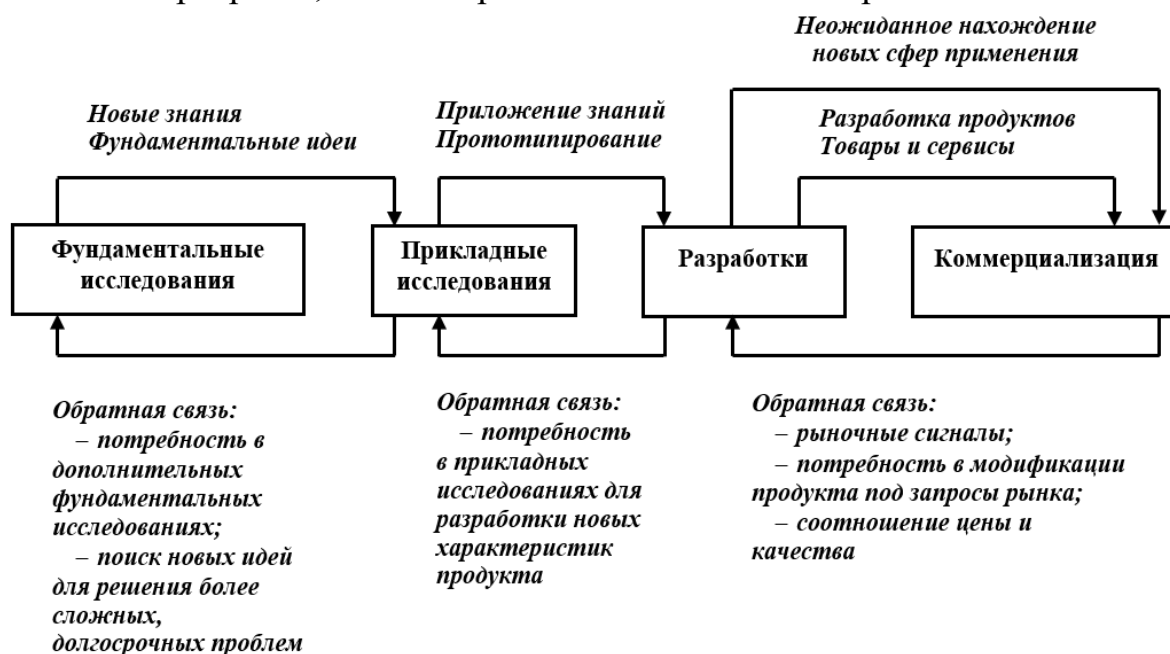 Неожиданное нахождение
новых сфер применения
Новые знания
Фундаментальные идеи
Приложение знаний
Прототипирование
Разработка продуктов
Товары и сервисы
Фундаментальные
исследования
Прикладные
исследования
Разработки
Коммерциализация
Обратная связь:
– потребность в
дополнительных
фундаментальных
исследованиях;
– поиск новых идей
для решения более
сложных,
долгосрочных проблем
Обратная связь:
– потребность
в прикладных
исследованиях для
разработки новых
характеристик
продукта
Обратная связь:
– рыночные сигналы;
– потребность в модификации
продукта под запросы рынка;
– соотношение цены и
качества